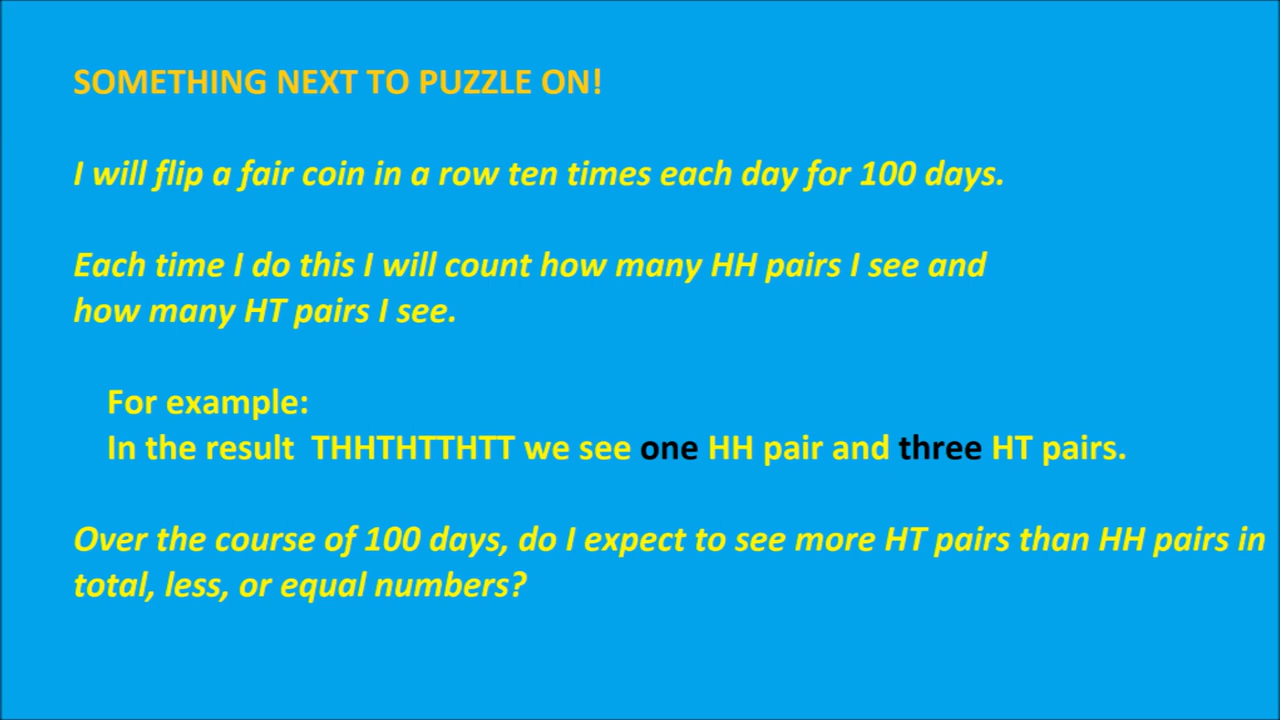 SOMETHING NEXT TO PUZZLE ON!
I will flip a fair coin in a row ten times each day for 100 days.
Each time I do this I will count how many HH pairs I see and
how many HT pairs I see.
For example:
In the result THHTHTTHTT we see one HH pair and three HT pairs.
Over the course of 100 days, do I expect to see more HT pairs than HH pairs in
total, less, or equal numbers?